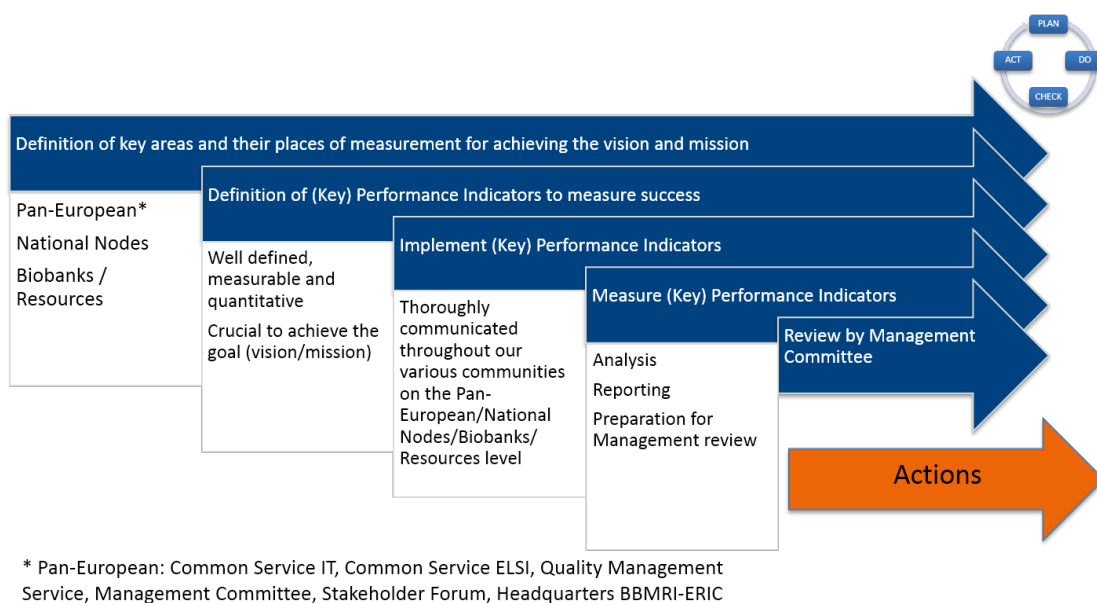 PLAN
ACT
DO
CHECK
Definition of key areas and their places of measurement for achieving the vision and mission
Pan-European*
National Nodes
Biobanks /
Resources
Definition of (Key) Performance Indicators to measure success
Well defined,
measurable and
quantitative
Crucial to achieve the
goal (vision/mission)
Implement (Key) Performance Indicators
Thoroughly
communicated
throughout our
various communities
on the Pan-
European/National
Nodes/Biobanks/
Resources level
Measure (Key) Performance Indicators
Analysis
Reporting
Preparation for
Management review
Review by Management
Committee
Actions
* Pan-European: Common Service IT, Common Service ELSI, Quality Management
Service, Management Committee, Stakeholder Forum, Headquarters BBMRI-ERIC